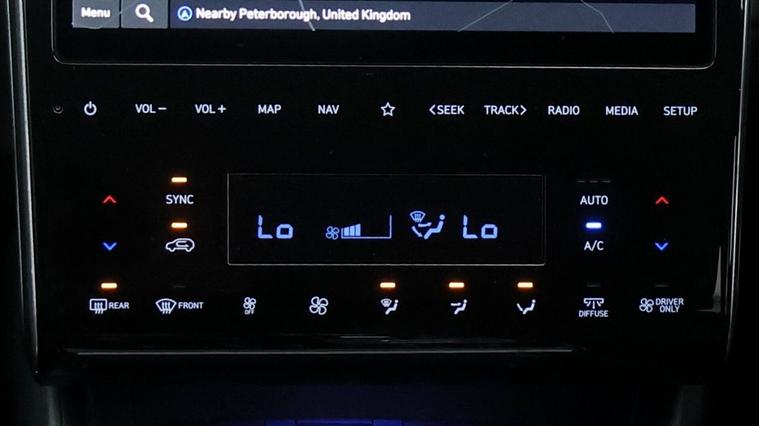 Menu Nearby Peterborough, United Kingdom
VOL− VOL+ MAP NAV <SEEK TRACK> RADIO MEDIA SETUP
SYNC AUTO
Lo Lo
A/C
REAR FRONT OFF DIFFUSE DRIVER ONLY